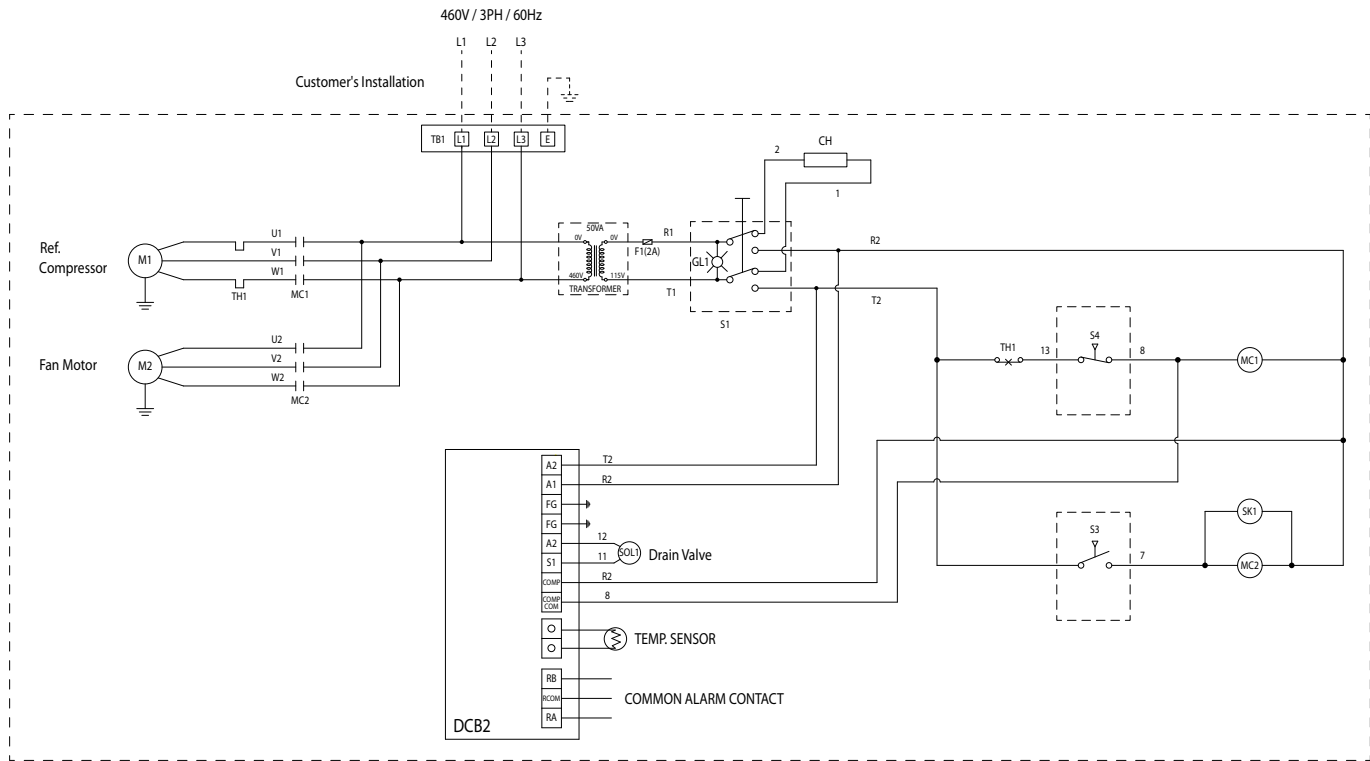 460V / 3PH / 60Hz
L1 L2 L3
Customer's Installation
TB1 L1 L2 L3 E
2 CH
1
50VA
0V 0V
R1
F1(2A)
GL1
R2
460V 115V
TRANSFORMER
T1
T2
S1
Ref.
Compressor
M1
U1
V1
W1
TH1 MC1
Fan Motor
M2
U2
V2
W2
MC2
S4
TH1 13 8 MC1
A2 T2
A1 R2
FG
FG
A2 12
SOL1 Drain Valve
S1 11
COMP R2
COMP
COM 8
TEMP. SENSOR
RB
RCOM COMMON ALARM CONTACT
RA
DCB2
S3
7
SK1
MC2